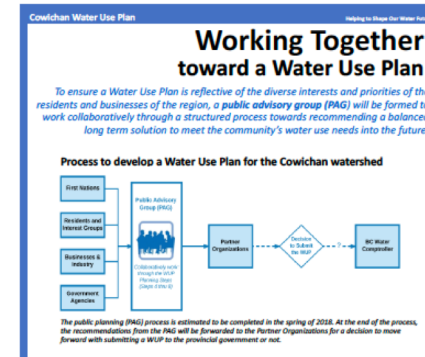 Cowichan Water Use Plan
Helping to Shape Our Water Fut
Working Together
toward a Water Use Plan
To ensure a Water Use Plan is reflective of the diverse interests and priorities of the
residents and businesses of the region, a public advisory group (PAG) will be formed to
work collaboratively through a structured process towards recommending a balanced
long term solution to meet the community's water use needs into the future
Process to develop a Water Use Plan for the Cowichan watershed
First Nations
Residents and
Interest Groups
Businesses &
Industry
Government
Agencies
Public Advisory
Group (PAG)
Collaboratively work
through the WUP
Planning Steps
(Steps 3 thru 8)
Partner
Organizations
Decision
to Submit
the WUP
?
BC Water
Comptroller
The public planning (PAG) process is estimated to be completed in the spring of 2018. At the end of the process,
the recommendations from the PAG will be forwarded to the Partner Organizations for a decision to move
forward with submitting a WUP to the provincial government or not.